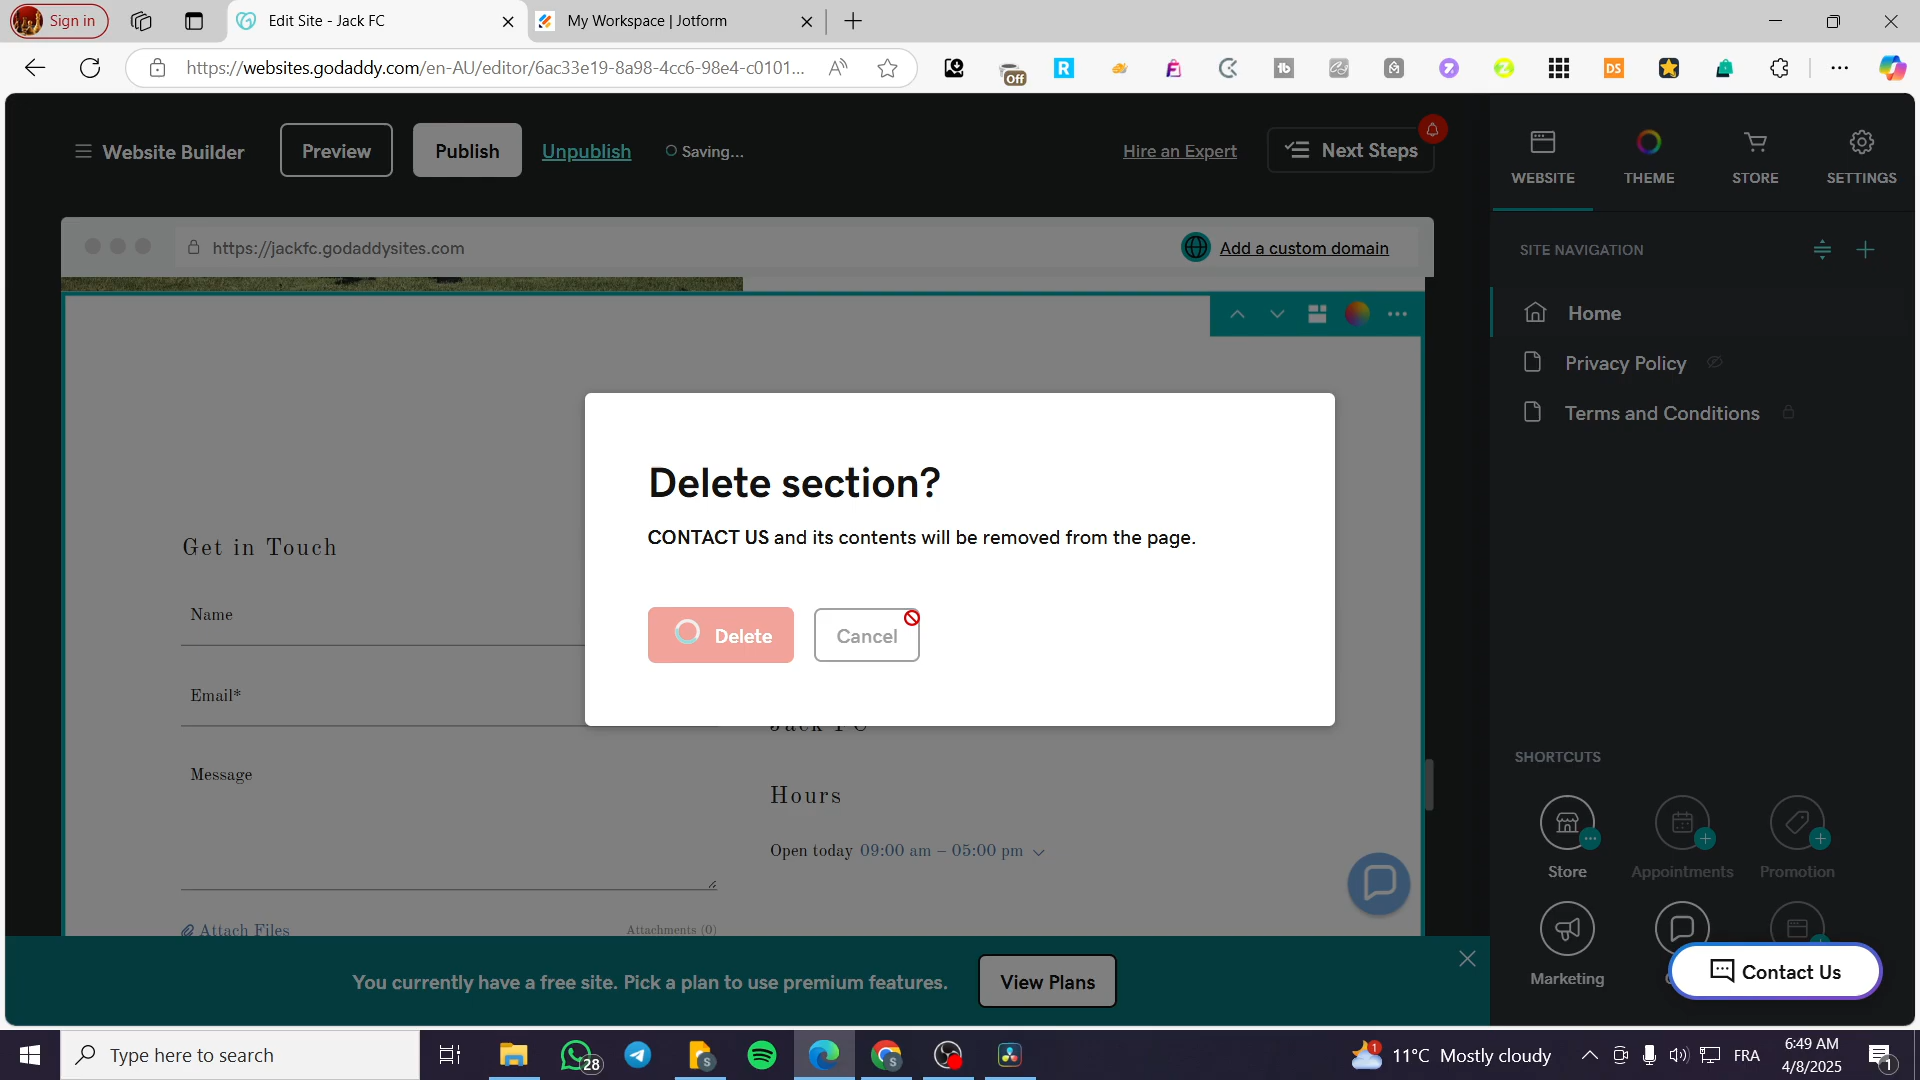 Sign in
Edit Site - Jack FC
My Workspace | Jotform
https://websites.godaddy.com/en-AU/editor/6ac33e19-8a98-4cc6-98e4-c0101...
Off
DS
Website Builder
Preview
Publish
Unpublish
Saving...
Hire an Expert
Next Steps
WEBSITE
THEME
STORE
SETTINGS
https://jackfc.godaddysites.com
Add a custom domain
SITE NAVIGATION
Home
Privacy Policy
Terms and Conditions
Delete section?
CONTACT US and its contents will be removed from the page.
Delete
Cancel
Get in Touch
Name
Email*
Message
Attach Files
Attachments (0)
Jack FC
Hours
Open today 09:00 am – 05:00 pm
SHORTCUTS
Store
Appointments
Promotion
Marketing
Contact Us
You currently have a free site. Pick a plan to use premium features.
View Plans
Type here to search
28
11°C Mostly cloudy
FRA
6:49 AM
4/8/2025
1